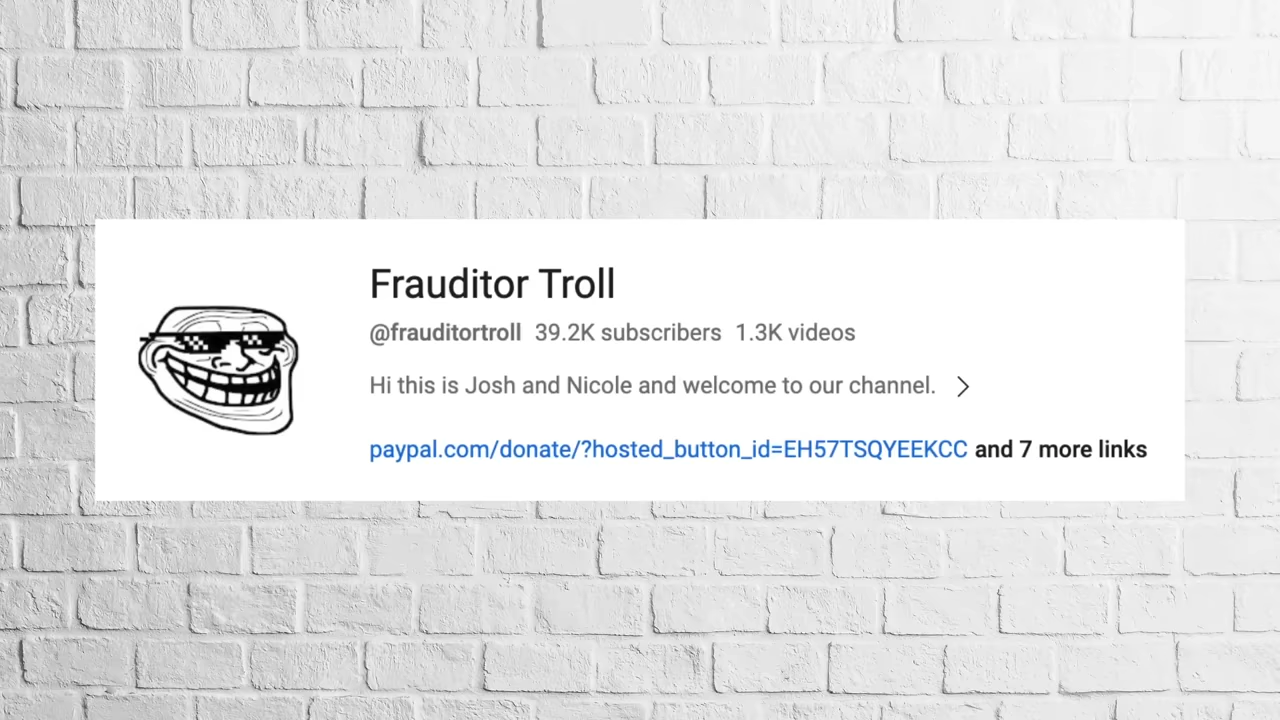 Frauditor Troll
@frauditortroll 39.2K subscribers 1.3K videos
Hi this is Josh and Nicole and welcome to our channel.
paypal.com/donate/?hosted_button_id=EH57TSQYEEKCC and 7 more links